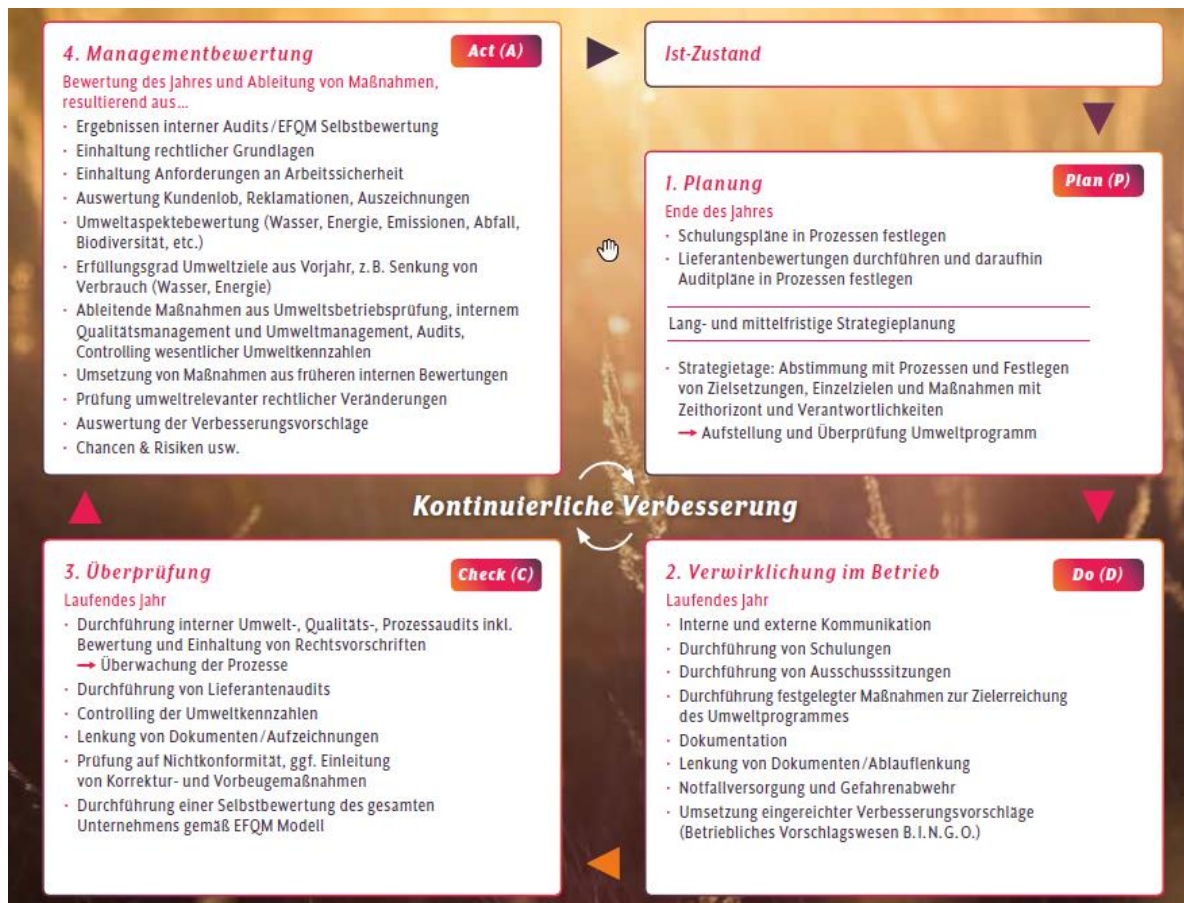 4. Managementbewertung
Act (A)
Bewertung des Jahres und Ableitung von Maßnahmen,
resultierend aus...
· Ergebnissen interner Audits/EFQM Selbstbewertung
· Einhaltung rechtlicher Grundlagen
· Einhaltung Anforderungen an Arbeitssicherheit
· Auswertung Kundenlob, Reklamationen, Auszeichnungen
· Umweltaspektebewertung (Wasser, Energie, Emissionen, Abfall,
Biodiversität, etc.)
· Erfüllungsgrad Umweltziele aus Vorjahr, z.B. Senkung von
Verbrauch (Wasser, Energie)
· Ableitende Maßnahmen aus Umweltsbetriebsprüfung, internem
Qualitätsmanagement und Umweltmanagement, Audits,
Controlling wesentlicher Umweltkennzahlen
· Umsetzung von Maßnahmen aus früheren internen Bewertungen
· Prüfung umweltrelevanter rechtlicher Veränderungen
· Auswertung der Verbesserungsvorschläge
· Chancen & Risiken usw.
Ist-Zustand
1. Planung
Plan (P)
Ende des Jahres
· Schulungspläne in Prozessen festlegen
· Lieferantenbewertungen durchführen und daraufhin
Auditpläne in Prozessen festlegen
Lang- und mittelfristige Strategieplanung
· Strategietage: Abstimmung mit Prozessen und Festlegen
von Zielsetzungen, Einzelzielen und Maßnahmen mit
Zeithorizont und Verantwortlichkeiten
→ Aufstellung und Überprüfung Umweltprogramm
Kontinuierliche Verbesserung
3. Überprüfung
Check (C)
Laufendes Jahr
· Durchführung interner Umwelt-, Qualitäts-, Prozessaudits inkl.
Bewertung und Einhaltung von Rechtsvorschriften
→ Überwachung der Prozesse
· Durchführung von Lieferantenaudits
· Controlling der Umweltkennzahlen
· Lenkung von Dokumenten/Aufzeichnungen
· Prüfung auf Nichtkonformität, ggf. Einleitung
von Korrektur- und Vorbeugemaßnahmen
· Durchführung einer Selbstbewertung des gesamten
Unternehmens gemäß EFQM Modell
2. Verwirklichung im Betrieb
Do (D)
Laufendes Jahr
· Interne und externe Kommunikation
· Durchführung von Schulungen
· Durchführung von Ausschusssitzungen
· Durchführung festgelegter Maßnahmen zur Zielerreichung
des Umweltprogrammes
· Dokumentation
· Lenkung von Dokumenten/Ablauflenkung
· Notfallversorgung und Gefahrenabwehr
· Umsetzung eingereichter Verbesserungsvorschläge
(Betriebliches Vorschlagswesen B.I.N.G.O.)